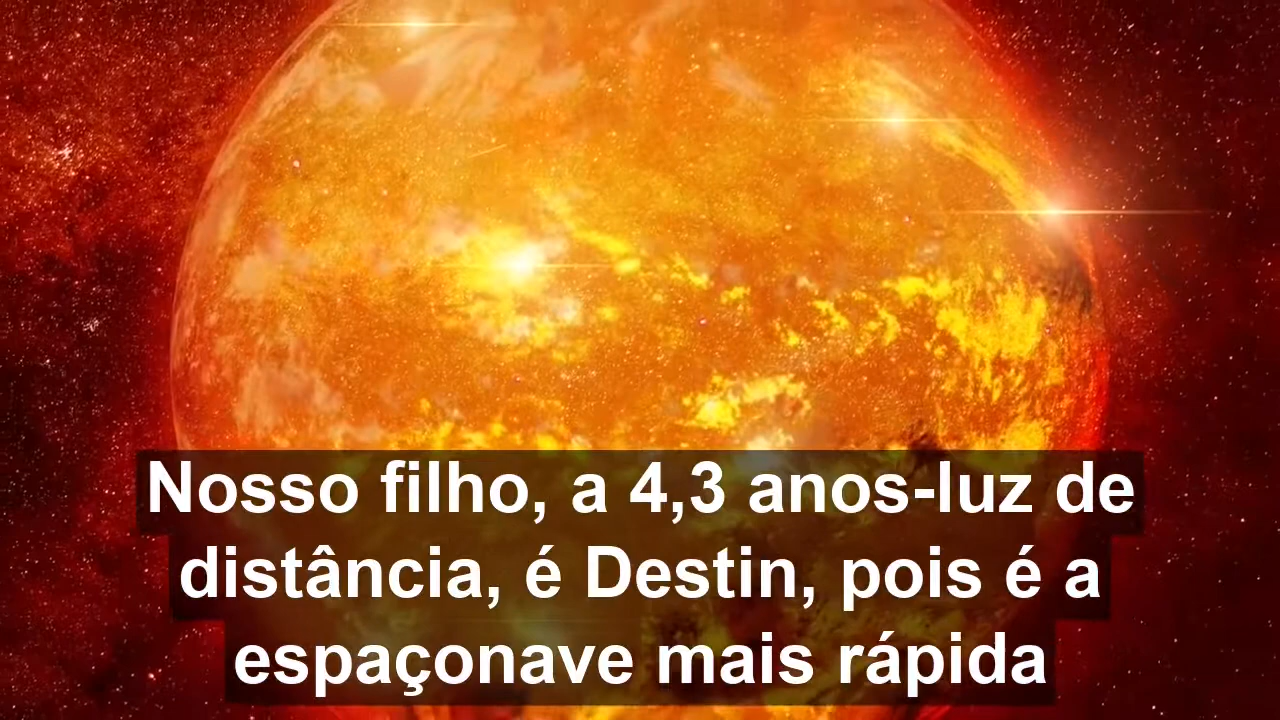 Nosso filho, a 4,3 anos-luz de
distância, é Destin, pois é a
espaçonave mais rápida